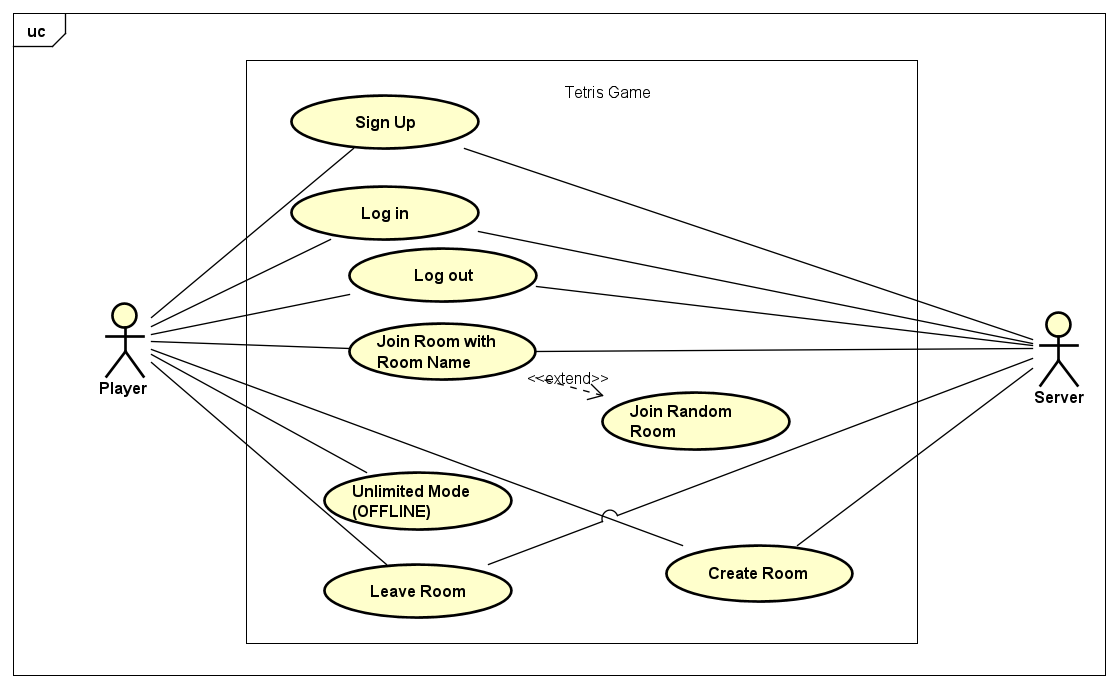 uc
Tetris Game
Sign Up
Log in
Log out
Join Room with
Room Name
<<extend>>
Player
Server
Join Random
Room
Unlimited Mode
(OFFLINE)
Create Room
Leave Room